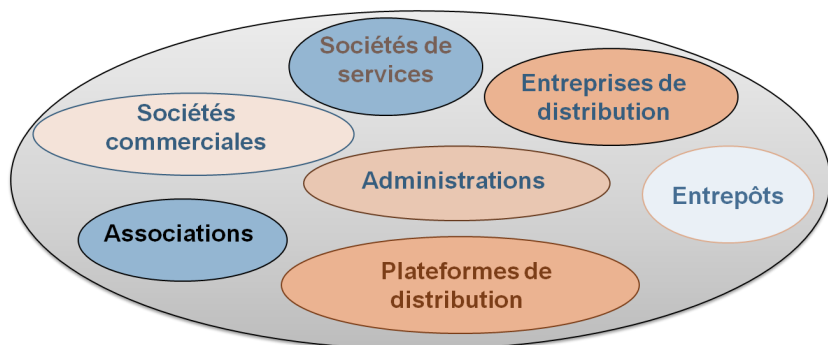 Sociétés de
services
Entreprises de
distribution
Sociétés
commerciales
Administrations
Entrepôts
Associations
Plateformes de
distribution